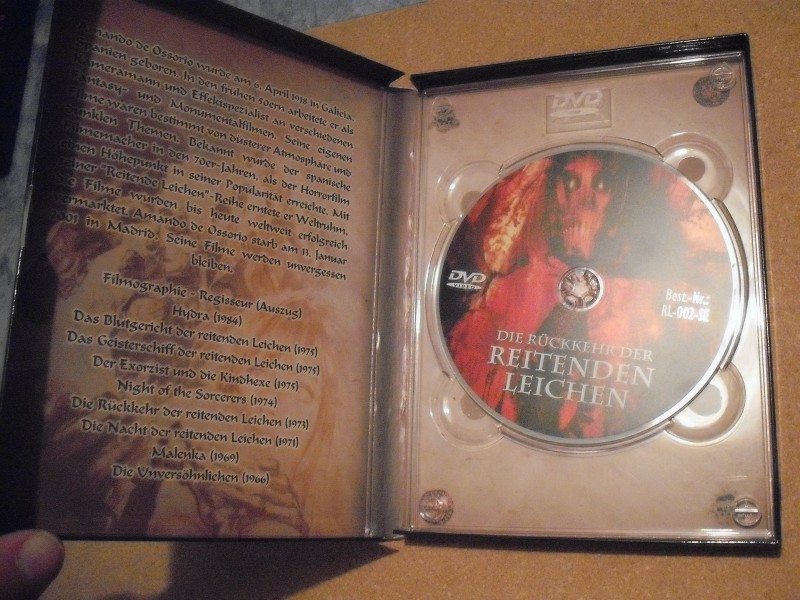 Amando de Ossorio wurde am 6. April 1918 in Galicia,
Spanien geboren. In den frühen 50ern arbeitete er als
Kameramann und Effektspezialist an verschiedenen
Fantasy- und Monumentalfilmen. Seine eigenen
Filme waren bestimmt von düsterer Atmosphäre und
dunklen Themen. Bekannt wurde der spanische
Filmemacher in den 70er-Jahren, als der Horrorfilm
einen Höhepunkt in seiner Popularität erreichte. Mit
seiner "Reitende Leichen"-Reihe erntete er Weltruhm.
Filme wurden bis heute weltweit erfolgreich
vermarktet. Amando de Ossorio starb am 13. Januar
2001 in Madrid. Seine Filme werden unvergessen
bleiben.
Filmographie - Regisseur (Auszug)
Hydra (1984)
Das Blutgericht der reitenden Leichen (1975)
Das Geisterschiff der reitenden Leichen (1975)
Der Exorzist und die Kindhexe (1975)
Night of the Sorcerers (1974)
Die Rückkehr der reitenden Leichen (1973)
Die Nacht der reitenden Leichen (1971)
Malenka (1969)
Die Unversöhnlichen (1966)
DVD
DVD
VIDEO
Best.-Nr.:
RL-002-SE
DIE RÜCKKEHR DER
REITENDEN
LEICHEN